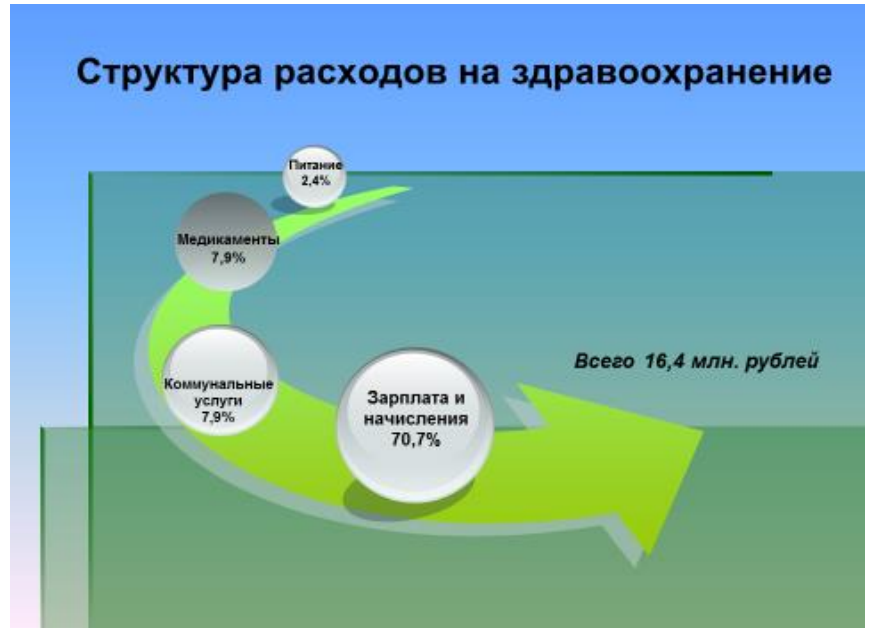 Структура расходов на здравоохранение
Питание
2,4%
Медикаменты
7,9%
Коммунальные
услуги
7,9%
Зарплата и
начисления
70,7%
Всего 16,4 млн. рублей